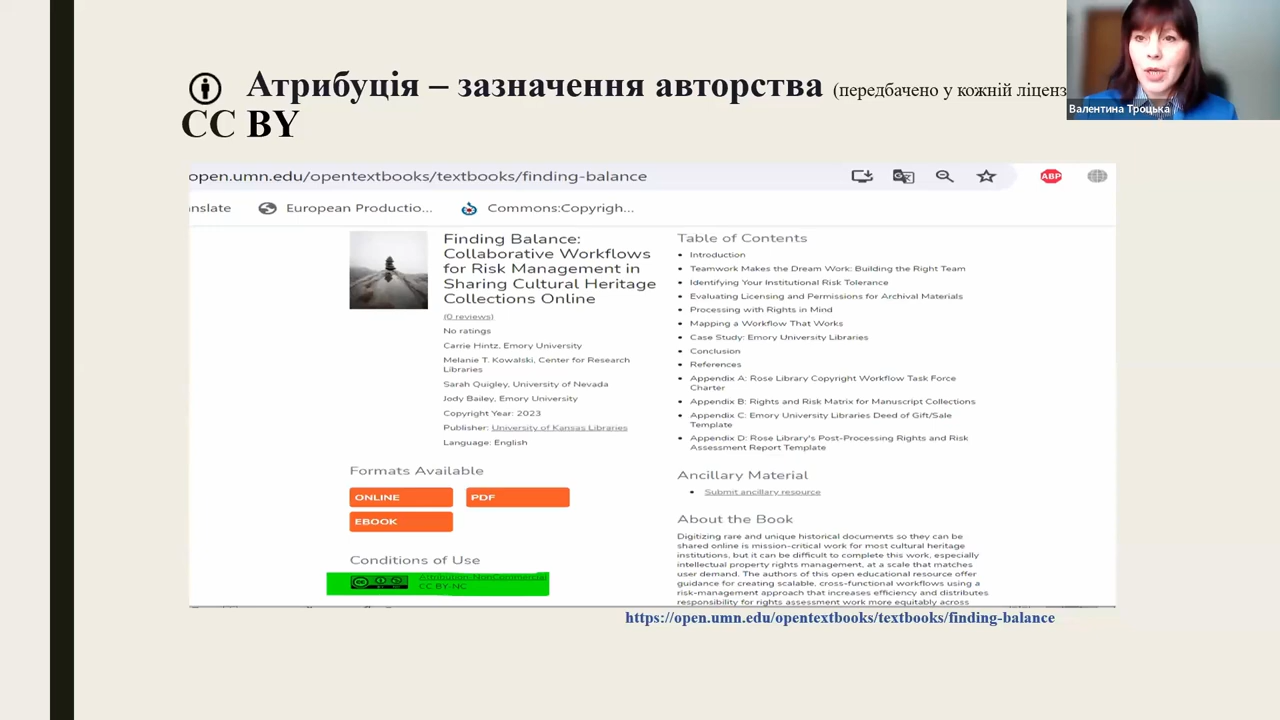 Атрибуція – зазначення авторства (передбачено у кожній ліценз
CC BY
Валентина Троцька
open.umn.edu/opentextbooks/textbooks/finding-balance
ABP
nslate European Productio... Commons:Copyrigh...
Finding Balance:
Collaborative Workflows
for Risk Management in
Sharing Cultural Heritage
Collections Online
(0 reviews)
No ratings
Carrie Hintz, Emory University
Melanie T. Kowalski, Center for Research
Libraries
Sarah Quigley, University of Nevada
Jody Bailey, Emory University
Copyright Year: 2023
Publisher: University of Kansas Libraries
Language: English
Formats Available
ONLINE PDF
EBOOK
Conditions of Use
Attribution-NonCommercial
CC BY-NC
Table of Contents
• Introduction
• Teamwork Makes the Dream Work: Building the Right Team
• Identifying Your Institutional Risk Tolerance
• Evaluating Licensing and Permissions for Archival Materials
• Processing with Rights in Mind
• Mapping a Workflow That Works
• Case Study: Emory University Libraries
• Conclusion
• References
• Appendix A: Rose Library Copyright Workflow Task Force
Charter
• Appendix B: Rights and Risk Matrix for Manuscript Collections
• Appendix C: Emory University Libraries Deed of Gift/Sale
Template
• Appendix D: Rose Library's Post-Processing Rights and Risk
Assessment Report Template
Ancillary Material
• Submit ancillary resource
About the Book
Digitizing rare and unique historical documents so they can be
shared online is mission-critical work for most cultural heritage
institutions, but it can be difficult to complete this work, especially
intellectual property rights management, at a scale that matches
user demand. The authors of this open educational resource offer
guidance for creating scalable, cross-functional workflows using a
risk-management approach that increases efficiency and distributes
responsibility for rights assessment work more equitably across
https://open.umn.edu/opentextbooks/textbooks/finding-balance